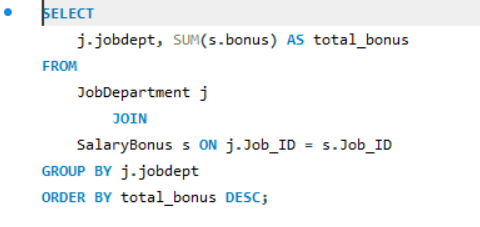 SELECT
j.jobdept, SUM(s.bonus) AS total_bonus
FROM
JobDepartment j
JOIN
SalaryBonus s ON j.Job_ID = s.Job_ID
GROUP BY j.jobdept
ORDER BY total_bonus DESC;